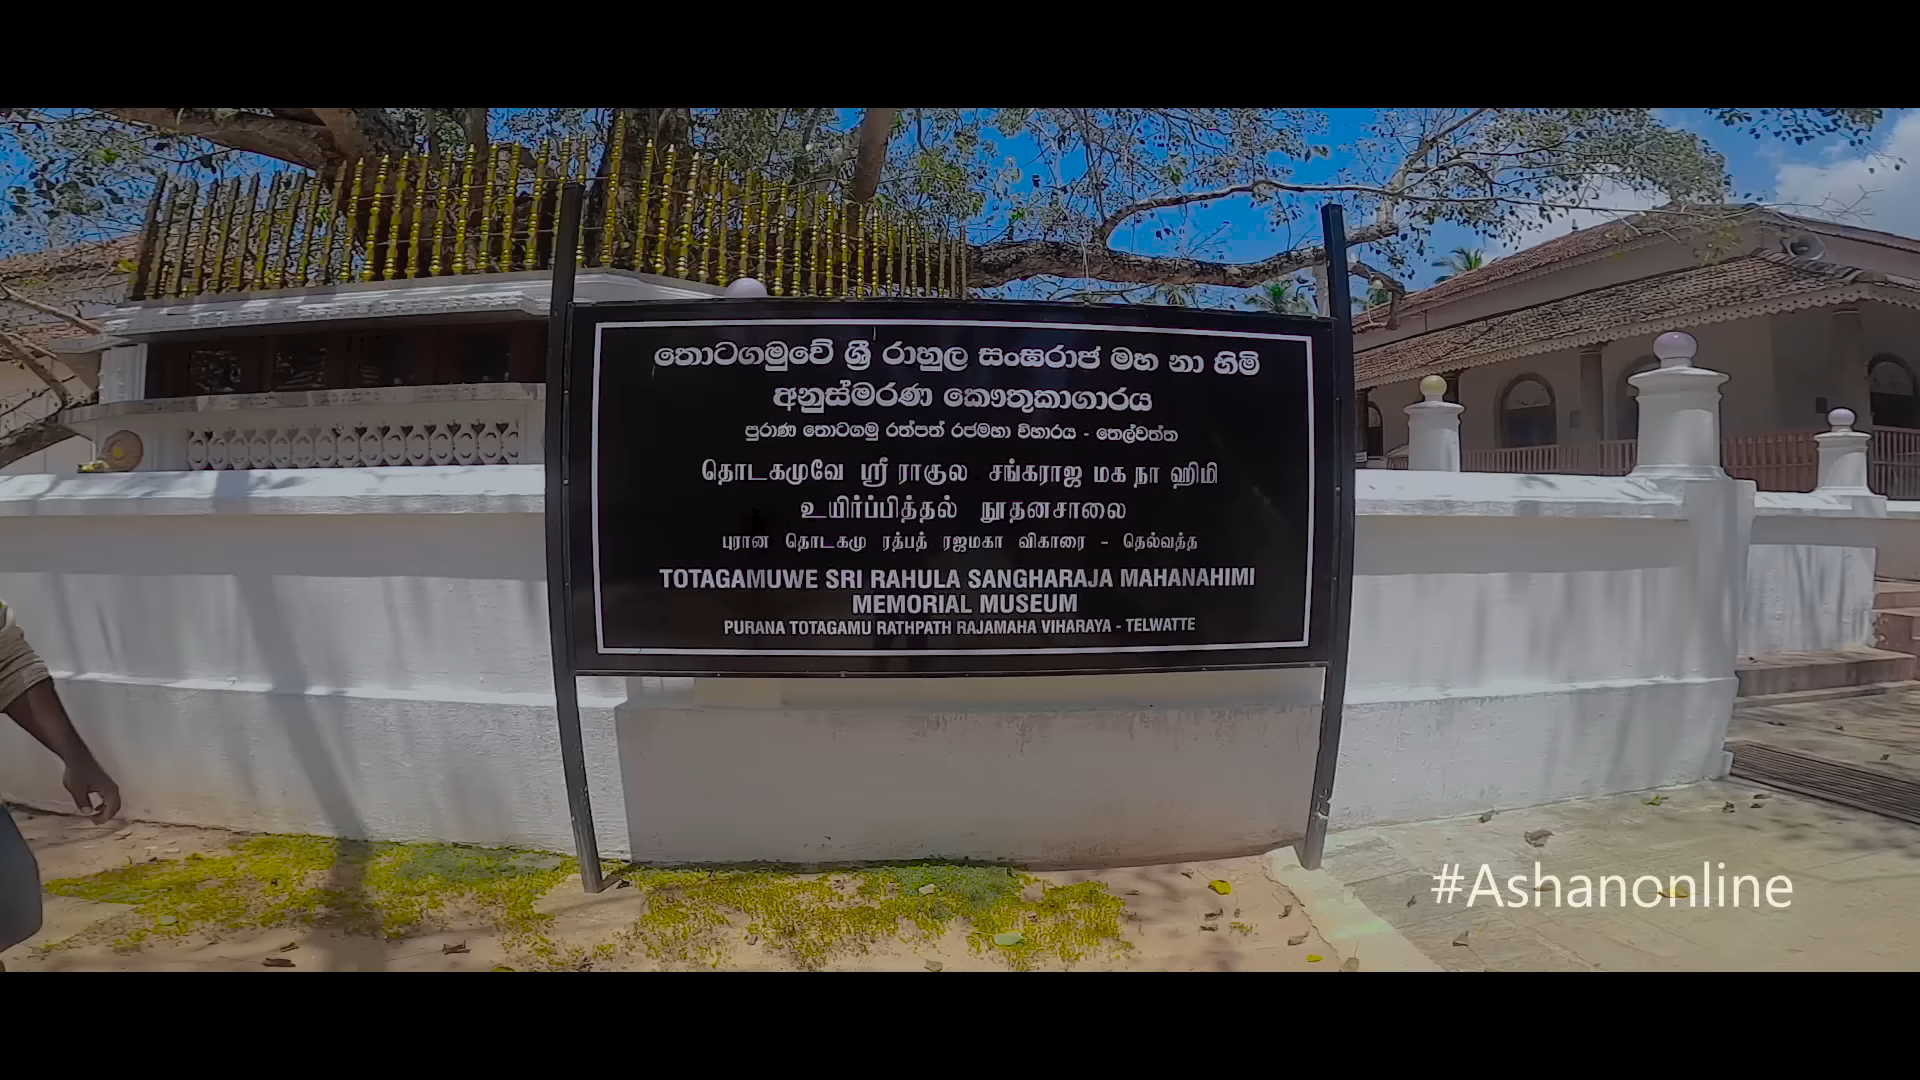 තොටගමුවේ ශ්‍රී රාහුල සංඝරාජ මහ නා හිමි
අනුස්මරණ කෞතුකාගාරය
පුරාණ තොටගමු රත්පත් රජමහා විහාරය - තෙල්වත්ත
தொடகமுவே ஸ்ரீ ராகுல சங்கராஜ மக நா ஹிமி
உயிர்ப்பித்தல் நூதனசாலை
புரான தொடகமு ரத்பத் ரஜமகா விகாரை - தெல்வத்த
TOTAGAMUWE SRI RAHULA SANGHARAJA MAHANAHIMI
MEMORIAL MUSEUM
PURANA TOTAGAMU RATHPATH RAJAMAHA VIHARAYA - TELWATTE
#Ashanonline